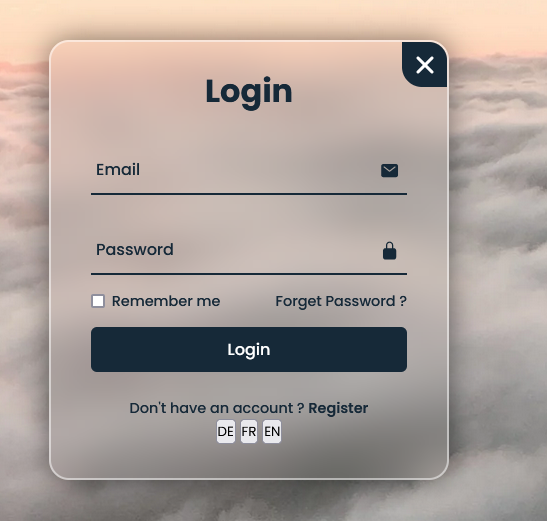 Login
Email
Password
Remember me Forget Password ?
Login
Don't have an account ? Register
DE FR EN